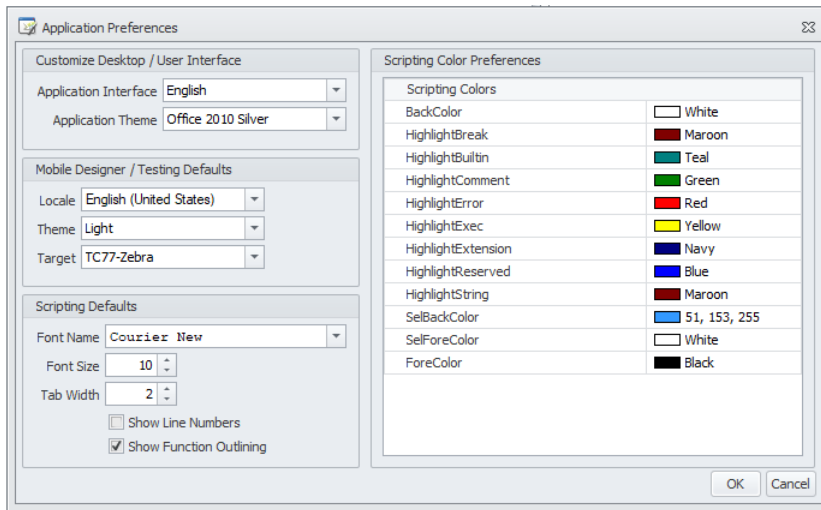 Application Preferences
Customize Desktop / User Interface
Application Interface English
Application Theme Office 2010 Silver
Mobile Designer / Testing Defaults
Locale English (United States)
Theme Light
Target TC77-Zebra
Scripting Defaults
Font Name Courier New
Font Size 10
Tab Width 2
Show Line Numbers
Show Function Outlining
Scripting Color Preferences
Scripting Colors
BackColor White
HighlightBreak Maroon
HighlightBuiltin Teal
HighlightComment Green
HighlightError Red
HighlightExec Yellow
HighlightExtension Navy
HighlightReserved Blue
HighlightString Maroon
SelBackColor 51, 153, 255
SelForeColor White
ForeColor Black
OK Cancel